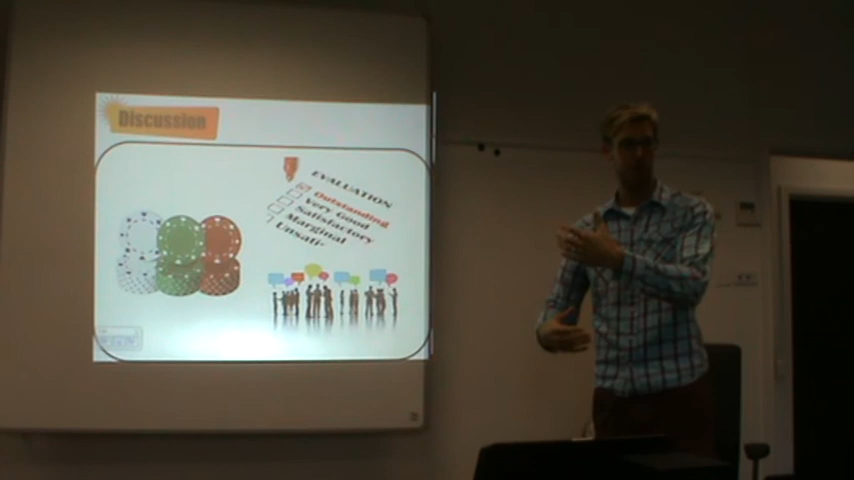 Discussion
EVALUATION
Outstanding
Very Good
Satisfactory
Marginal
Unsati-